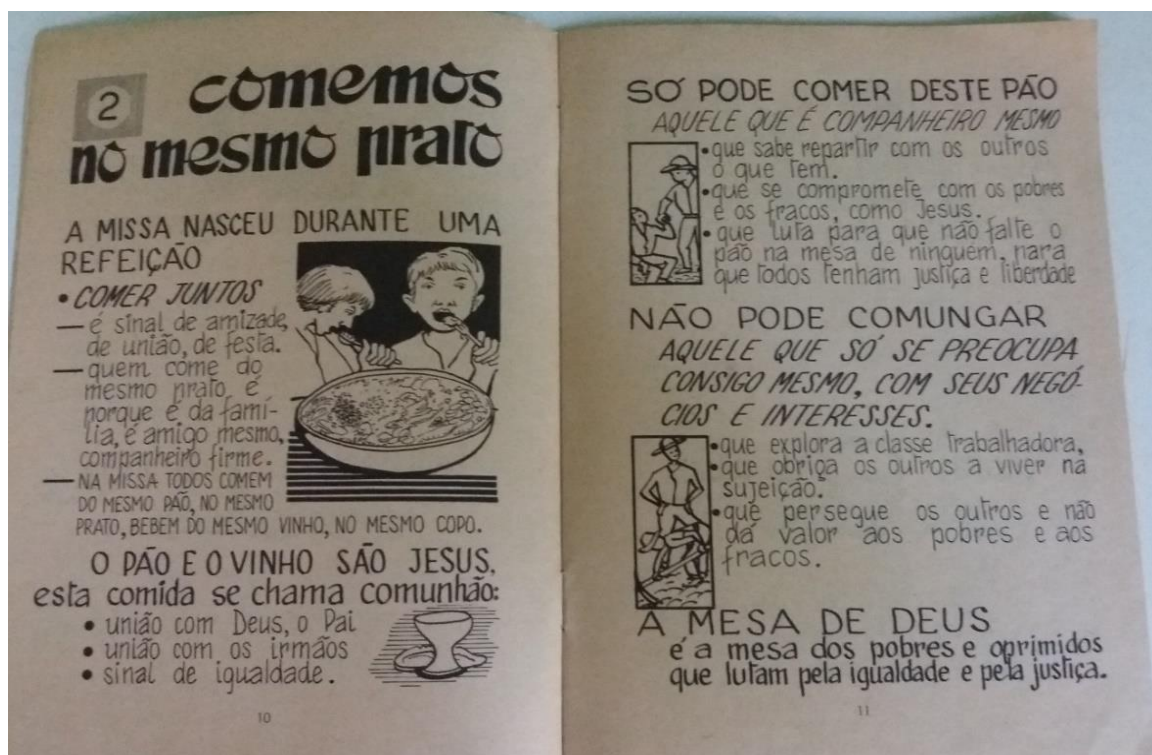 2
comemos
no mesmo prato
A MISSA NASCEU DURANTE UMA
REFEIÇÃO
• COMER JUNTOS
— é sinal de amizade,
de união, de festa.
— quem come do
mesmo prato, é
porque é da famí-
lia, é amigo mesmo,
companheiro firme.
— NA MISSA TODOS COMEM
DO MESMO PÃO, NO MESMO
PRATO, BEBEM DO MESMO VINHO, NO MESMO COPO.
O PÃO E O VINHO SÃO JESUS,
esta comida se chama comunhão:
• união com Deus, o Pai
• união com os irmãos
• sinal de igualdade.
10
SÓ PODE COMER DESTE PÃO
AQUELE QUE É COMPANHEIRO MESMO
• que sabe repartir com os outros
o que tem.
• que se compromete com os pobres
e os fracos, como Jesus.
• que luta para que não falte o
pão na mesa de ninguém, para
que todos tenham justiça e liberdade
NÃO PODE COMUNGAR
AQUELE QUE SÓ SE PREOCUPA
CONSIGO MESMO, COM SEUS NEGÓ-
CIOS E INTERESSES.
• que explora a classe trabalhadora,
• que obriga os outros a viver na
sujeição.
• que persegue os outros e não
dá valor aos pobres e aos
fracos.
A MESA DE DEUS
é a mesa dos pobres e oprimidos
que lutam pela igualdade e pela justiça.
11